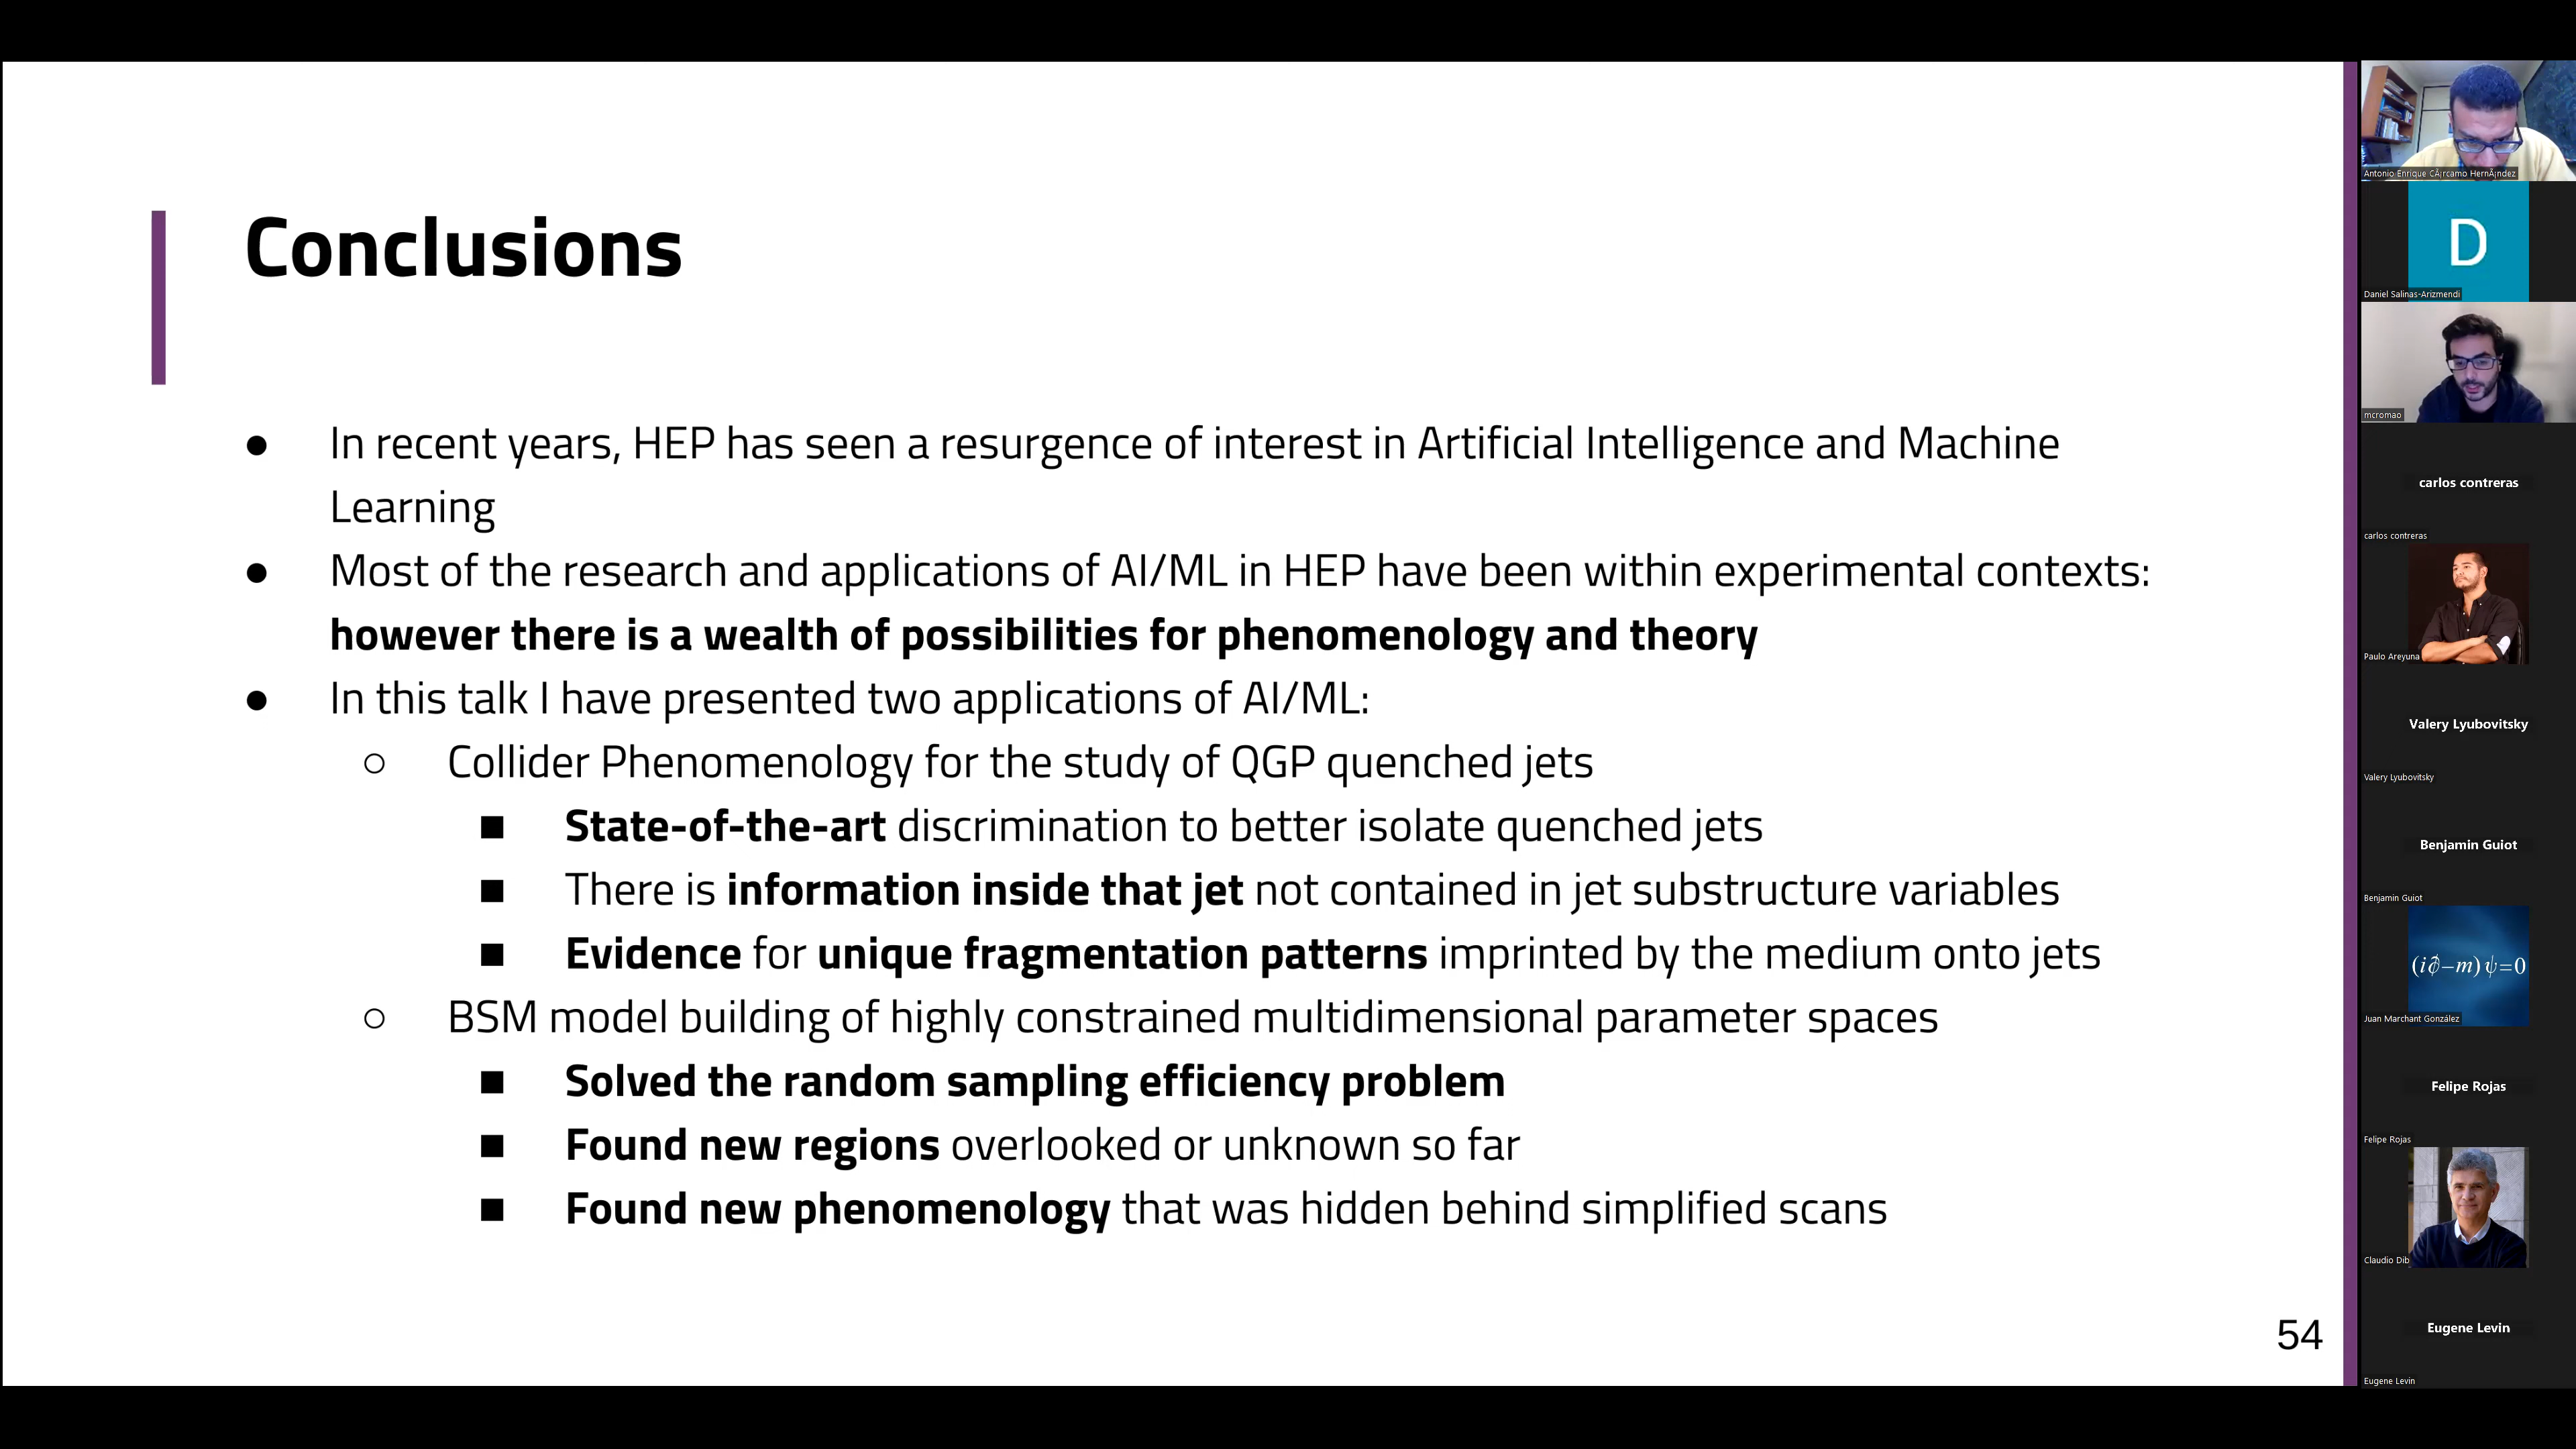 Conclusions
● In recent years, HEP has seen a resurgence of interest in Artificial Intelligence and Machine
Learning
● Most of the research and applications of AI/ML in HEP have been within experimental contexts:
however there is a wealth of possibilities for phenomenology and theory
● In this talk I have presented two applications of AI/ML:
○ Collider Phenomenology for the study of QGP quenched jets
■ State-of-the-art discrimination to better isolate quenched jets
■ There is information inside that jet not contained in jet substructure variables
■ Evidence for unique fragmentation patterns imprinted by the medium onto jets
○ BSM model building of highly constrained multidimensional parameter spaces
■ Solved the random sampling efficiency problem
■ Found new regions overlooked or unknown so far
■ Found new phenomenology that was hidden behind simplified scans
54
Antonio Enrique CÃ¡rcamo HernÃ¡ndez
D
Daniel Salinas-Arizmendi
mcromao
carlos contreras
carlos contreras
Paulo Areyuna
Valery Lyubovitsky
Valery Lyubovitsky
Benjamin Guiot
Benjamin Guiot
(i∂̸−m) ψ=0
Juan Marchant González
Felipe Rojas
Felipe Rojas
Claudio Dib
Eugene Levin
Eugene Levin